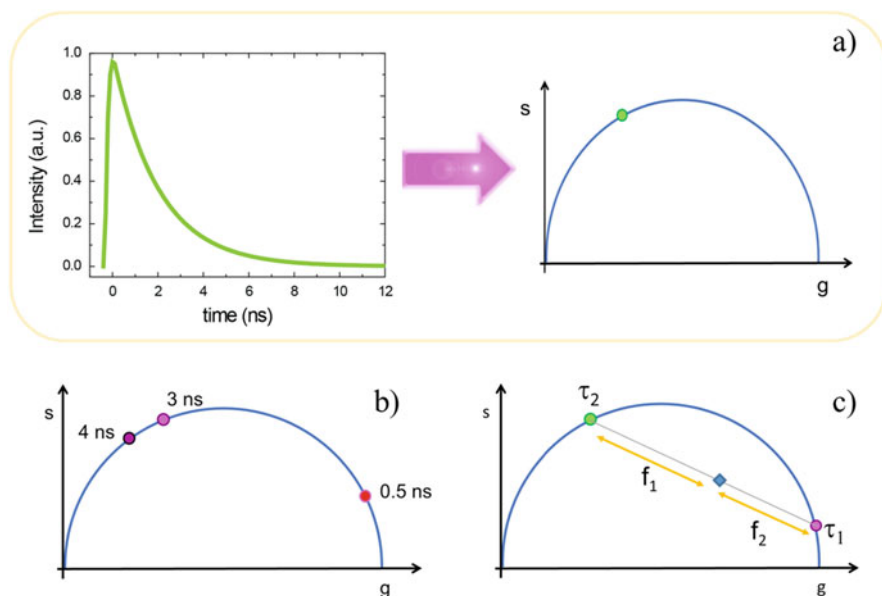 a)
Intensity (a.u.)
1.0
0.8
0.6
0.4
0.2
0.0
0 2 4 6 8 10 12
time (ns)
s
g
b)
s
4 ns
3 ns
0.5 ns
g
c)
s
τ2
f1
f2
τ1
g